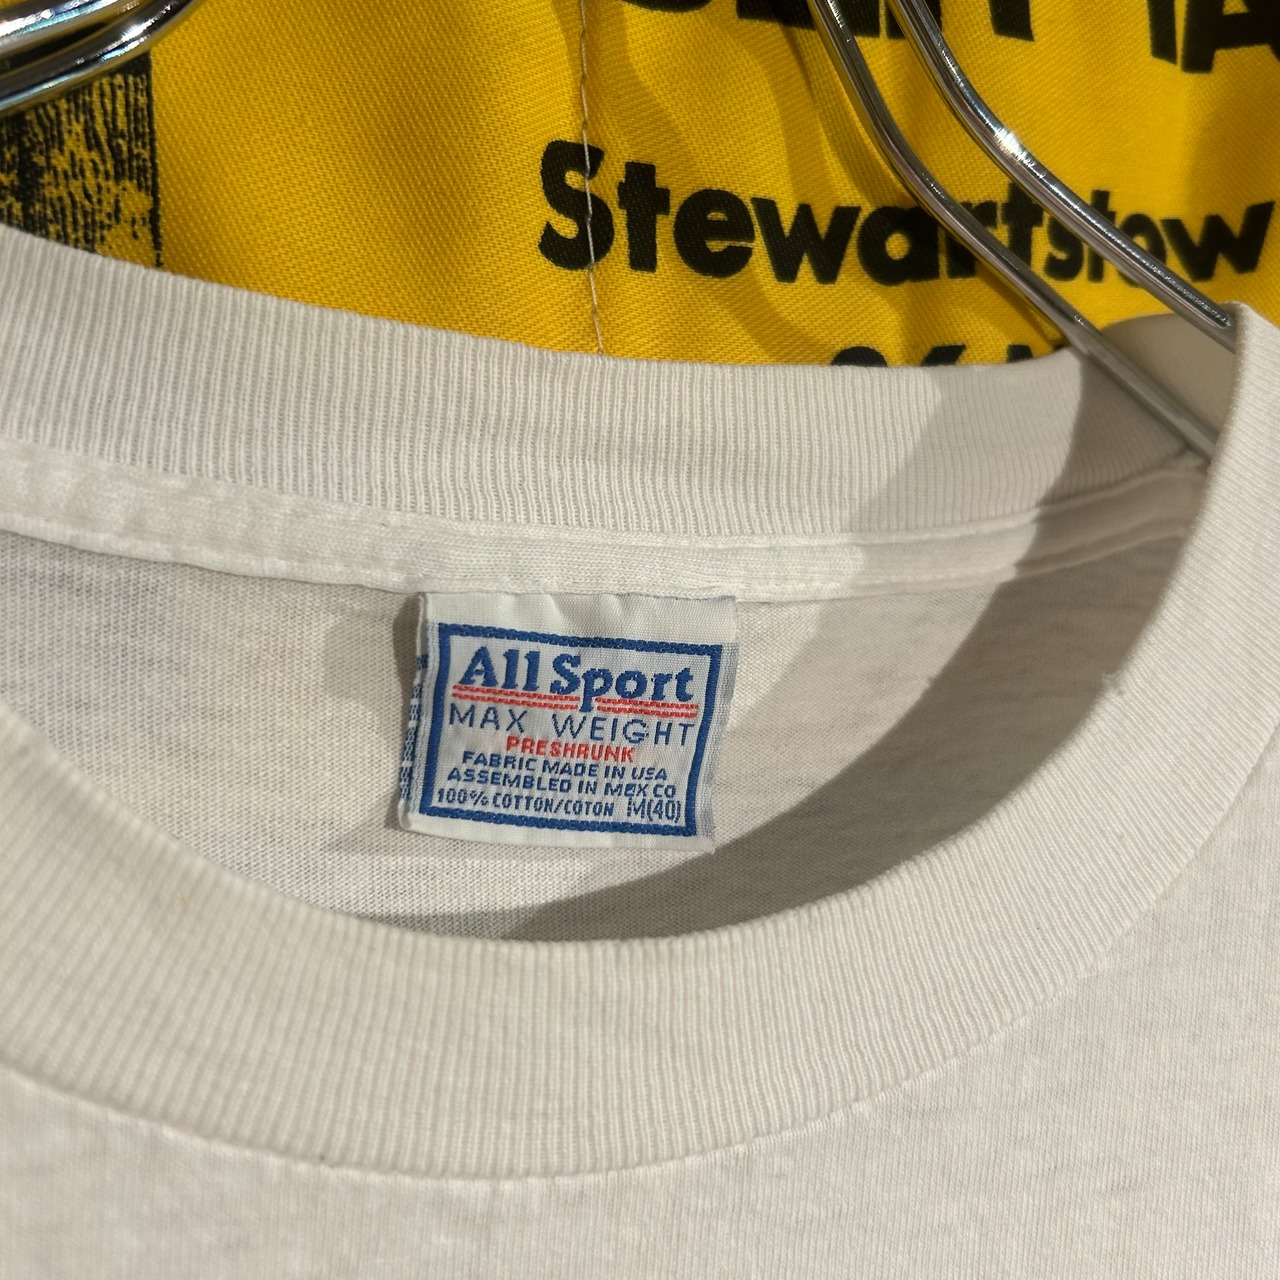 Stewartstow
All Sport
MAX WEIGHT
PRESHRUNK
FABRIC MADE IN USA
ASSEMBLED IN MEXCO
100% COTTON/COTON M(40)